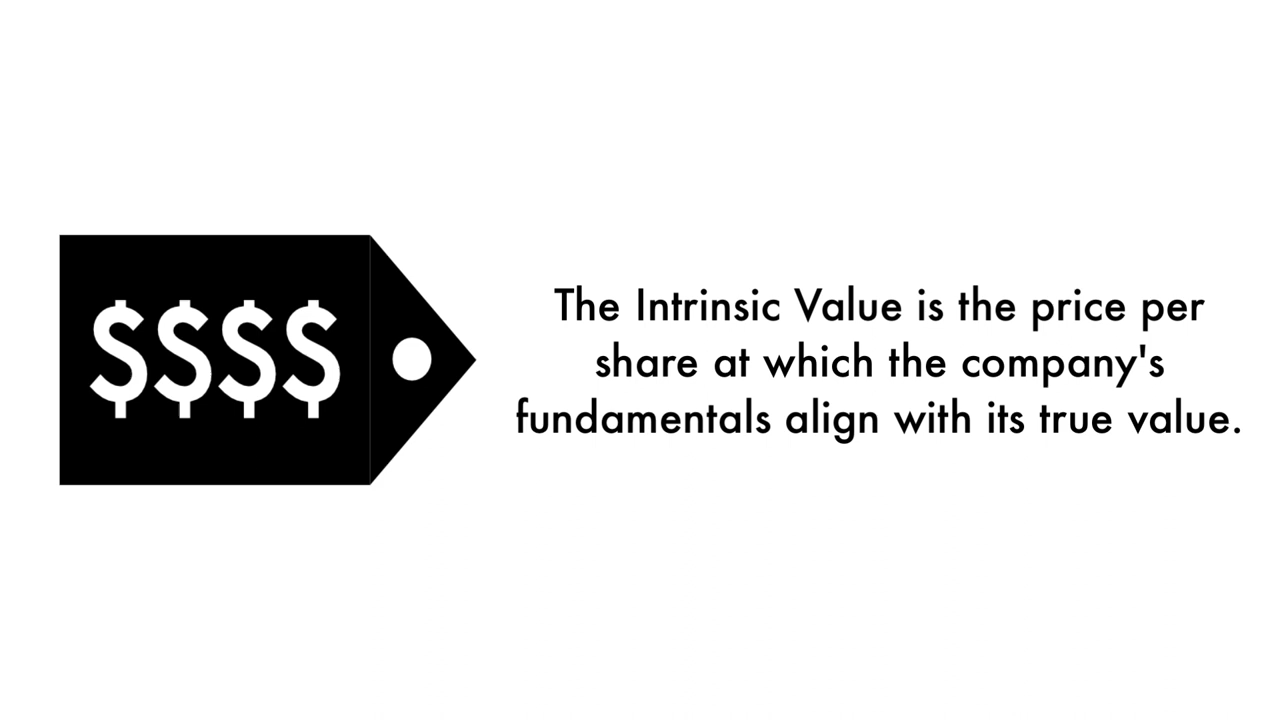 $$$$
The Intrinsic Value is the price per
share at which the company's
fundamentals align with its true value.